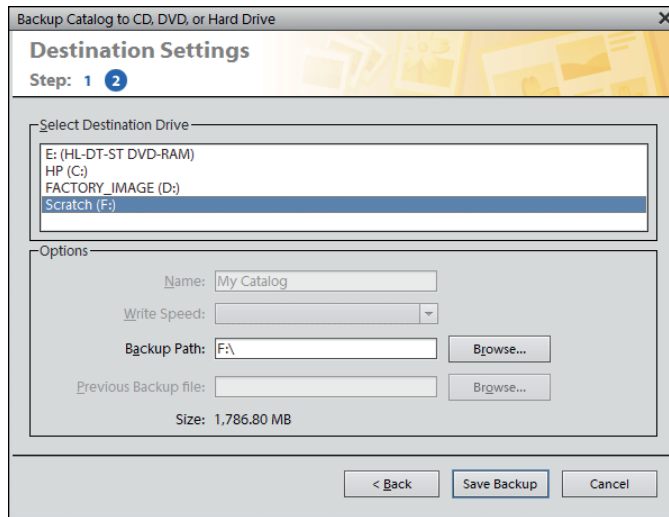 Backup Catalog to CD, DVD, or Hard Drive
Destination Settings
Step: 1 2
Select Destination Drive
E: (HL-DT-ST DVD-RAM)
HP (C:)
FACTORY_IMAGE (D:)
Scratch (F:)
Options
Name: My Catalog
Write Speed:
Backup Path: F:\ Browse...
Previous Backup file: Browse...
Size: 1,786.80 MB
< Back Save Backup Cancel